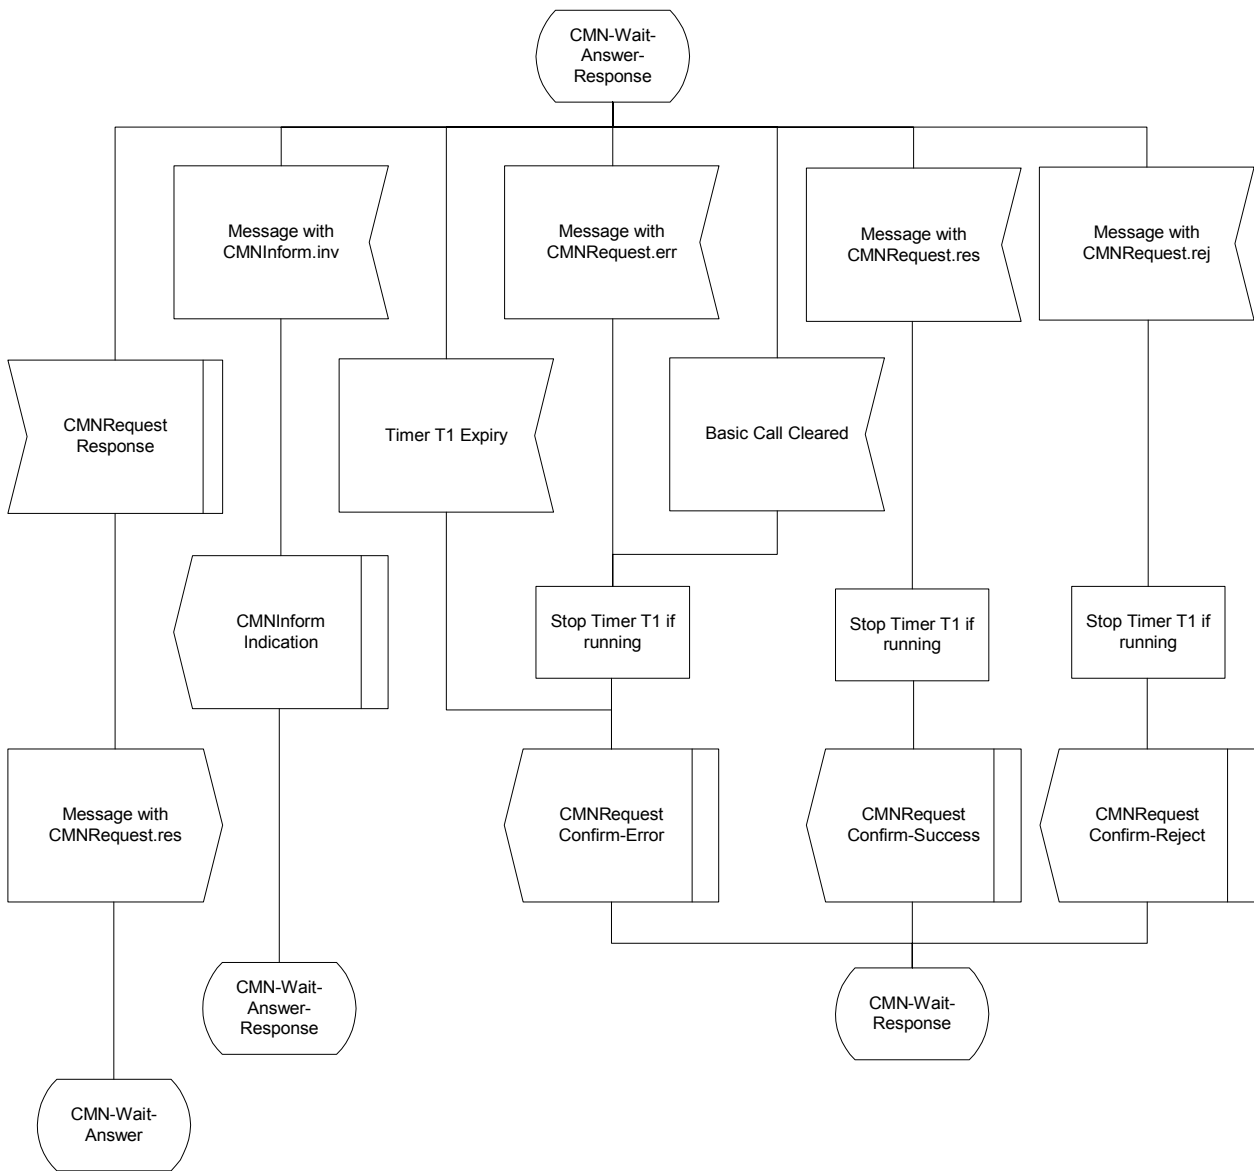 CMN-Wait-
Answer-
Response
Message with
CMNInform.inv
Message with
CMNRequest.err
Message with
CMNRequest.res
Message with
CMNRequest.rej
CMNRequest
Response
Timer T1 Expiry
Basic Call Cleared
CMNInform
Indication
Stop Timer T1 if
running
Stop Timer T1 if
running
Stop Timer T1 if
running
Message with
CMNRequest.res
CMNRequest
Confirm-Error
CMNRequest
Confirm-Success
CMNRequest
Confirm-Reject
CMN-Wait-
Answer-
Response
CMN-Wait-
Response
CMN-Wait-
Answer